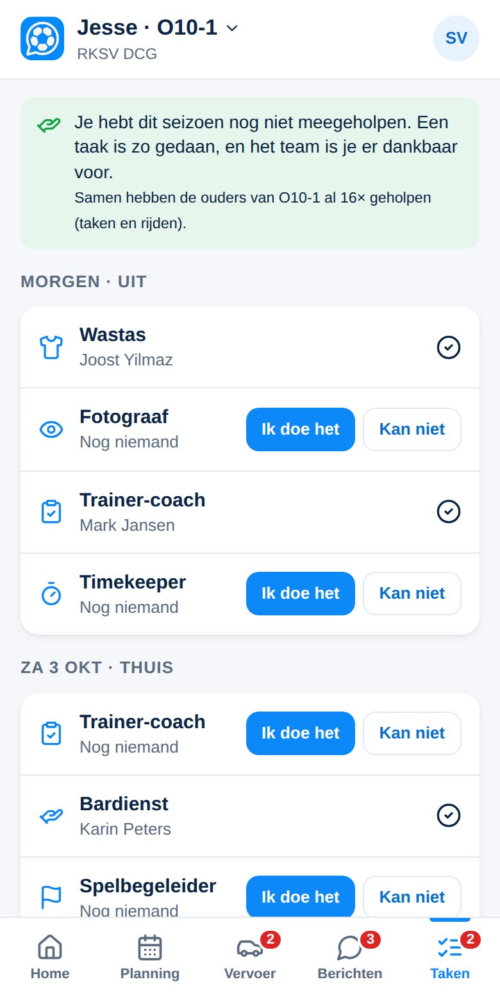 Jesse · O10-1
RKSV DCG
SV
Je hebt dit seizoen nog niet meegeholpen. Een
taak is zo gedaan, en het team is je er dankbaar
voor.
Samen hebben de ouders van O10-1 al 16× geholpen
(taken en rijden).
MORGEN · UIT
Wastas
Joost Yilmaz
Fotograaf
Nog niemand
Ik doe het
Kan niet
Trainer-coach
Mark Jansen
Timekeeper
Nog niemand
Ik doe het
Kan niet
ZA 3 OKT · THUIS
Trainer-coach
Nog niemand
Ik doe het
Kan niet
Bardienst
Karin Peters
Spelbegeleider
Nog niemand
Ik doe het
Kan niet
Home
Planning
2
Vervoer
3
Berichten
2
Taken